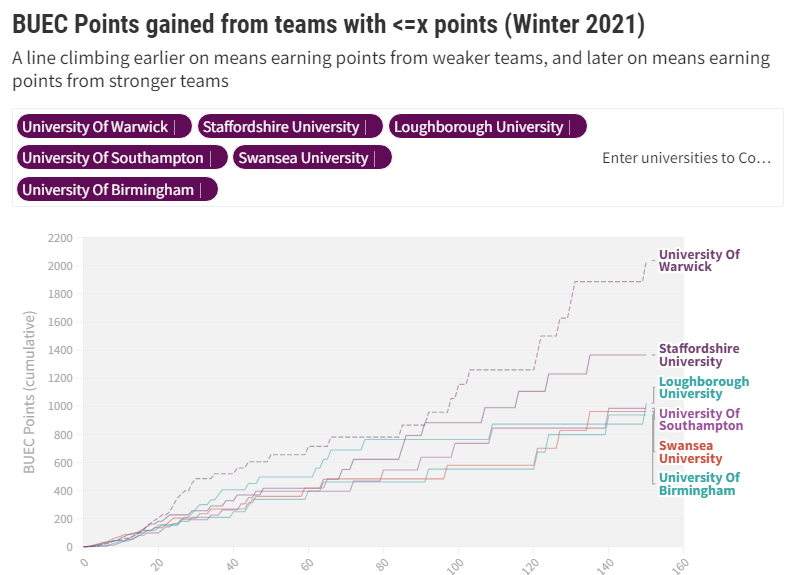 BUEC Points gained from teams with <=x points (Winter 2021)
A line climbing earlier on means earning points from weaker teams, and later on means earning
points from stronger teams
University Of Warwick
Staffordshire University
Loughborough University
University Of Southampton
Swansea University
Enter universities to Co…
University Of Birmingham
2200
2000
1800
1600
1400
1200
1000
800
600
400
200
0
BUEC Points (cumulative)
0
20
40
60
80
100
120
140
160
University Of
Warwick
Staffordshire
University
Loughborough
University
University Of
Southampton
Swansea
University
University Of
Birmingham